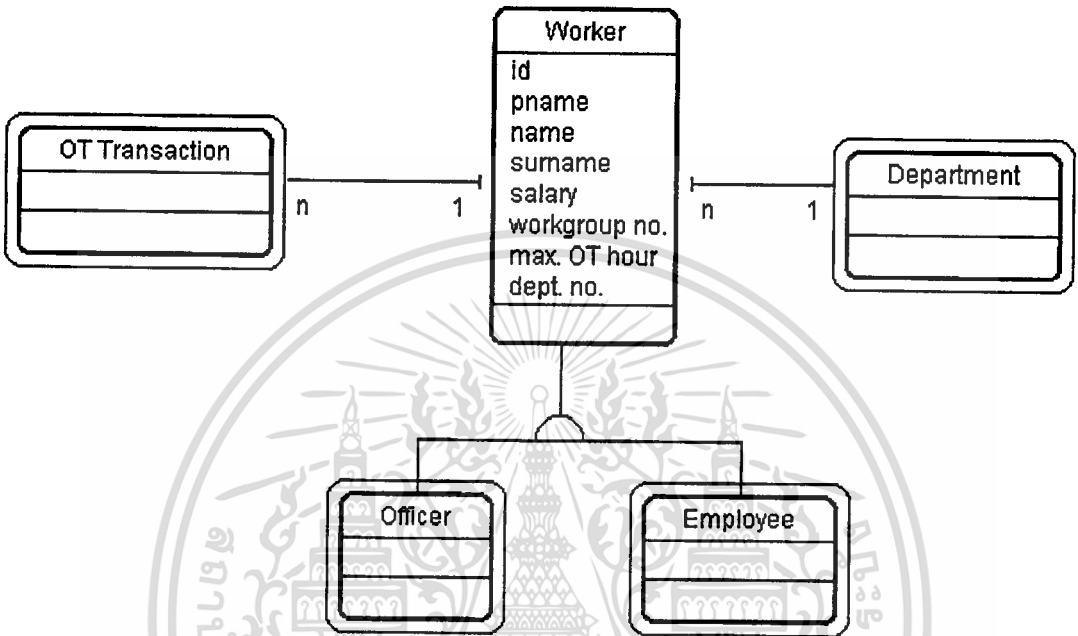 Worker
id
pname
name
surname
salary
workgroup no.
max. OT hour
dept. no.
OT Transaction
n 1
Department
n 1
Officer
Employee